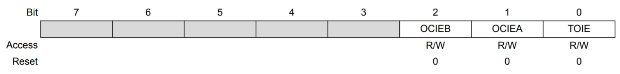 Bit 7 6 5 4 3 2 1 0
OCIEB OCIEA TOIE
Access R/W R/W R/W
Reset 0 0 0